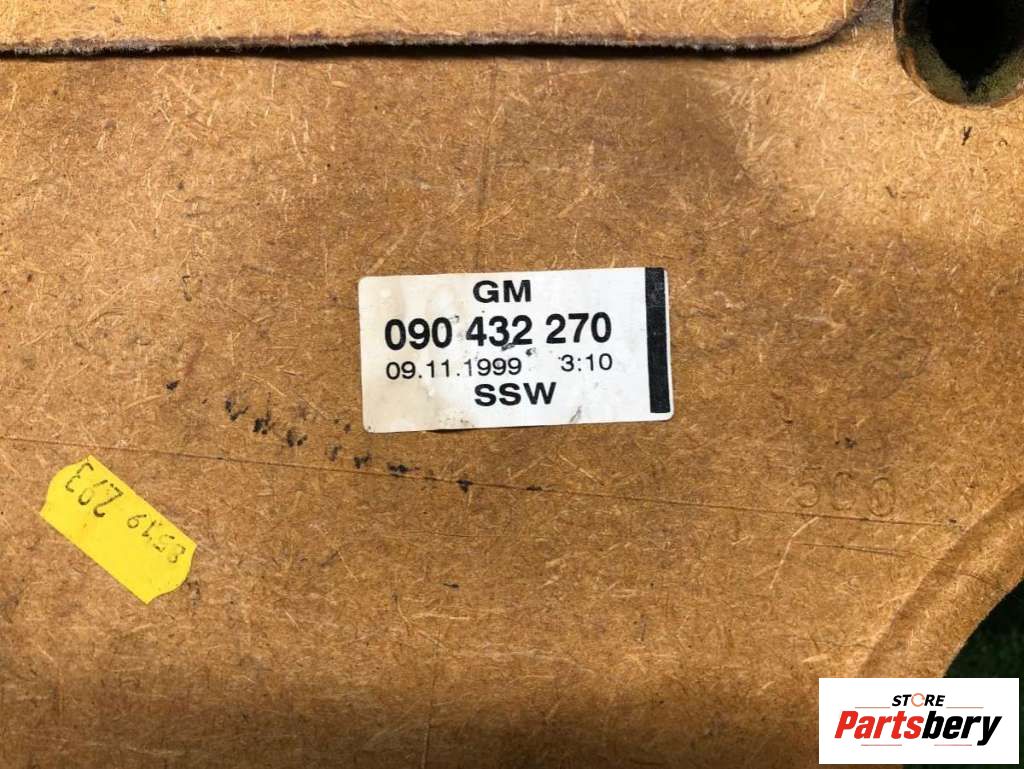 GM
090 432 270
09.11.1999 3:10
SSW
8519 293
STORE
Partsbery